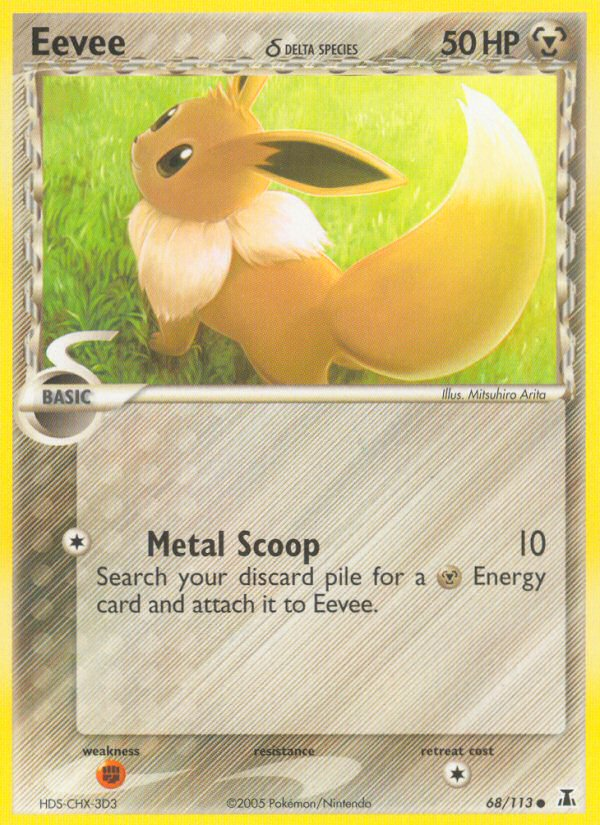 Eevee δ DELTA SPECIES 50 HP
BASIC
Illus. Mitsuhiro Arita
Metal Scoop 10
Search your discard pile for a Energy
card and attach it to Eevee.
weakness resistance retreat cost
HDS-CHX-3D3 ©2005 Pokémon/Nintendo 68/113